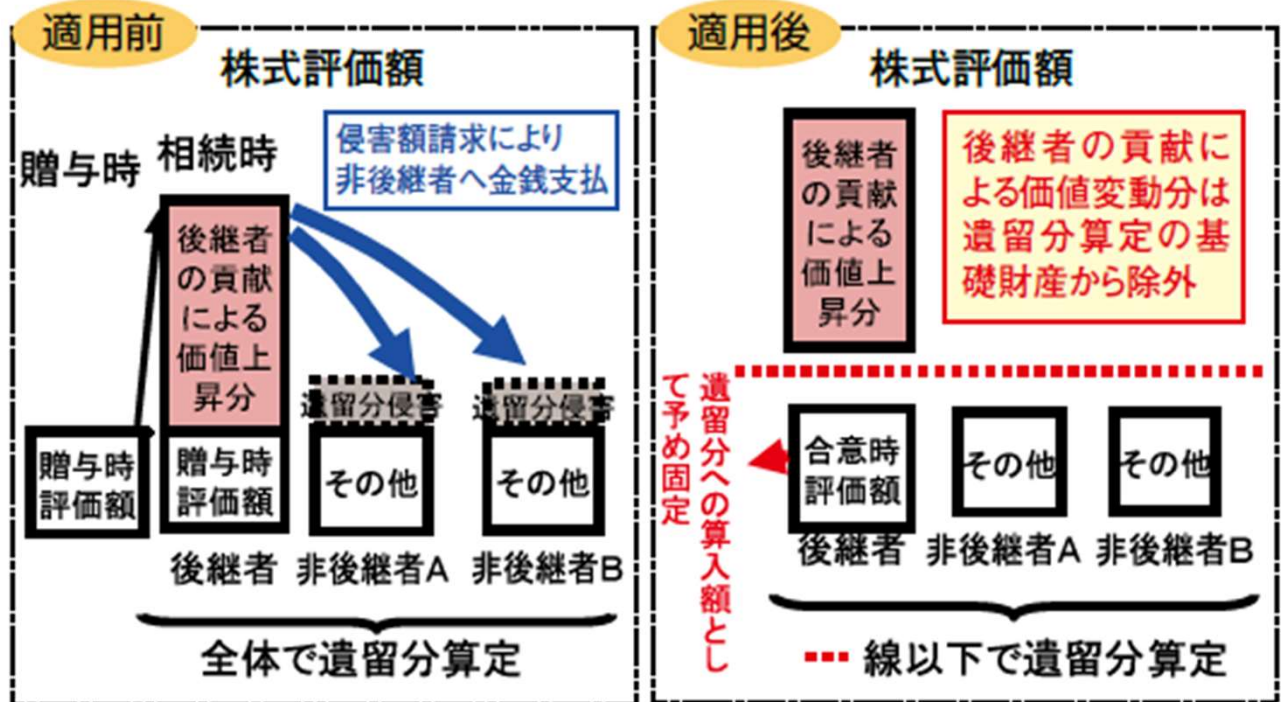 適用前
株式評価額
贈与時
相続時
侵害額請求により
非後継者へ金銭支払
後継者
の貢献
による
価値上
昇分
遺留分侵害
遺留分侵害
贈与時
評価額
贈与時
評価額
その他
その他
後継者
非後継者A
非後継者B
全体で遺留分算定
適用後
株式評価額
後継者
の貢献
による
価値上
昇分
後継者の貢献に
よる価値変動分は
遺留分算定の基
礎財産から除外
遺留分への算入額とし
て予め固定
合意時
評価額
その他
その他
後継者
非後継者A
非後継者B
線以下で遺留分算定